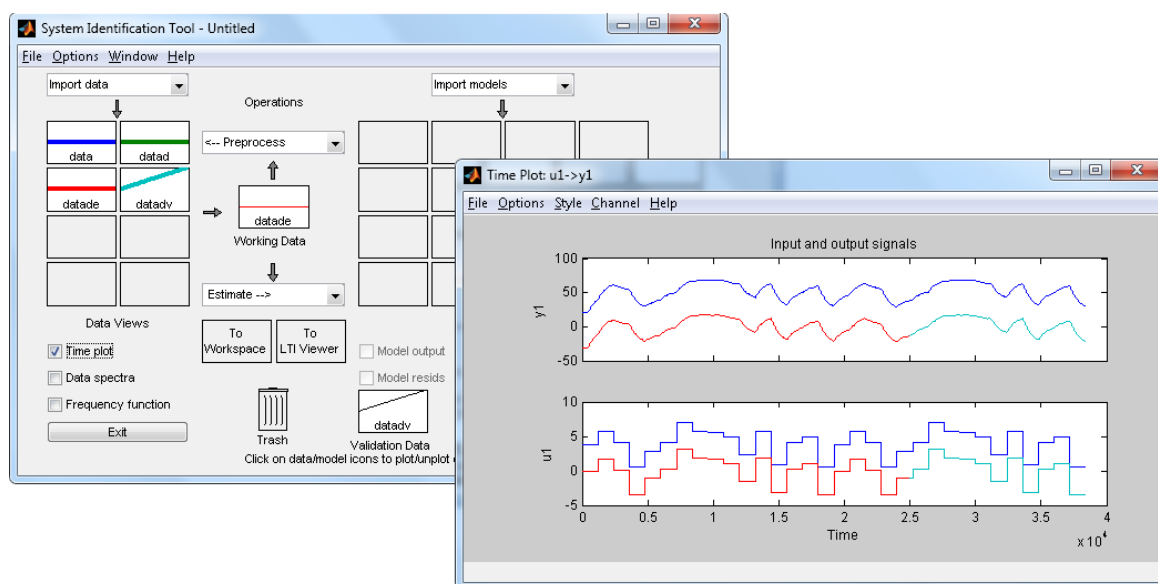 System Identification Tool - Untitled
File Options Window Help
Import data
Import models
Operations
data
datad
<-- Preprocess
datade
datadv
datade
Working Data
Estimate -->
Data Views
To Workspace
To LTI Viewer
Time plot
Data spectra
Frequency function
Exit
Model output
Model resids
Trash
datadv
Validation Data
Click on data/model icons to plot/unplot
Time Plot: u1->y1
File Options Style Channel Help
Input and output signals
y1
100
50
0
-50
u1
10
5
0
-5
0 0.5 1 1.5 2 2.5 3 3.5 4
Time
x 10⁴